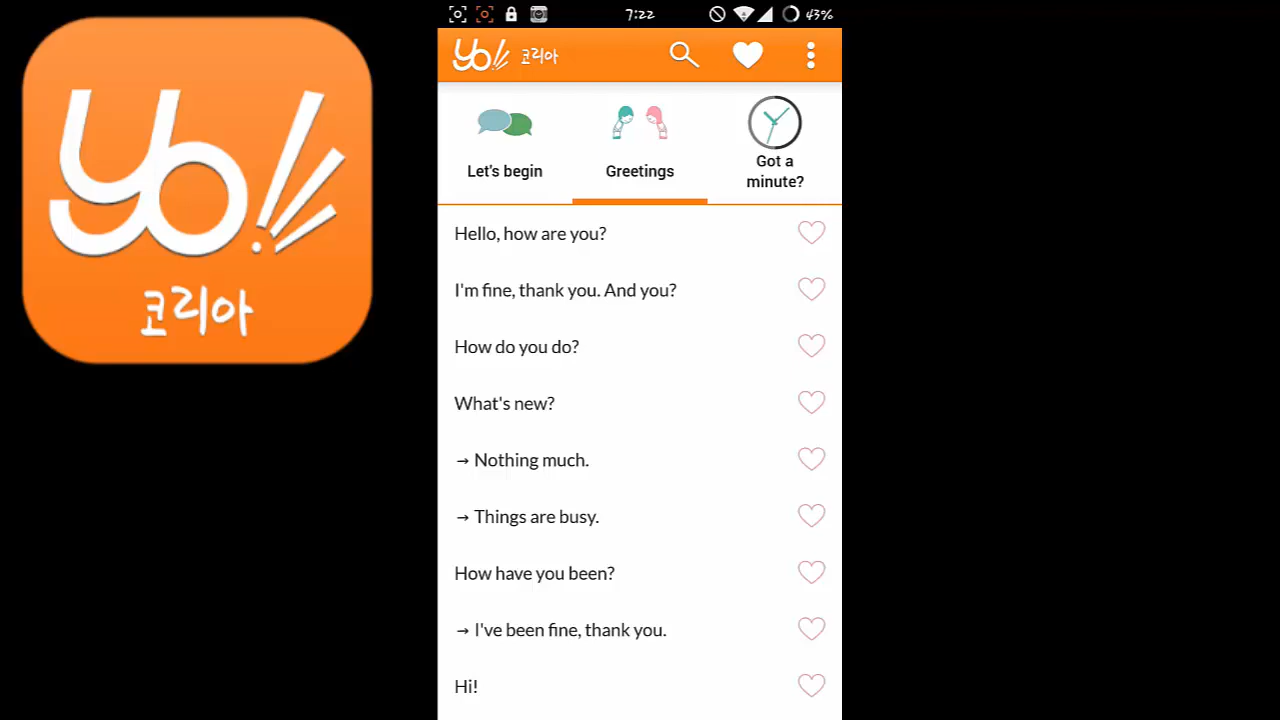 yo!
코리아
7:22
43%
yo!
코리아
Let's begin
Greetings
Got a
minute?
Hello, how are you?
I'm fine, thank you. And you?
How do you do?
What's new?
→ Nothing much.
→ Things are busy.
How have you been?
→ I've been fine, thank you.
Hi!